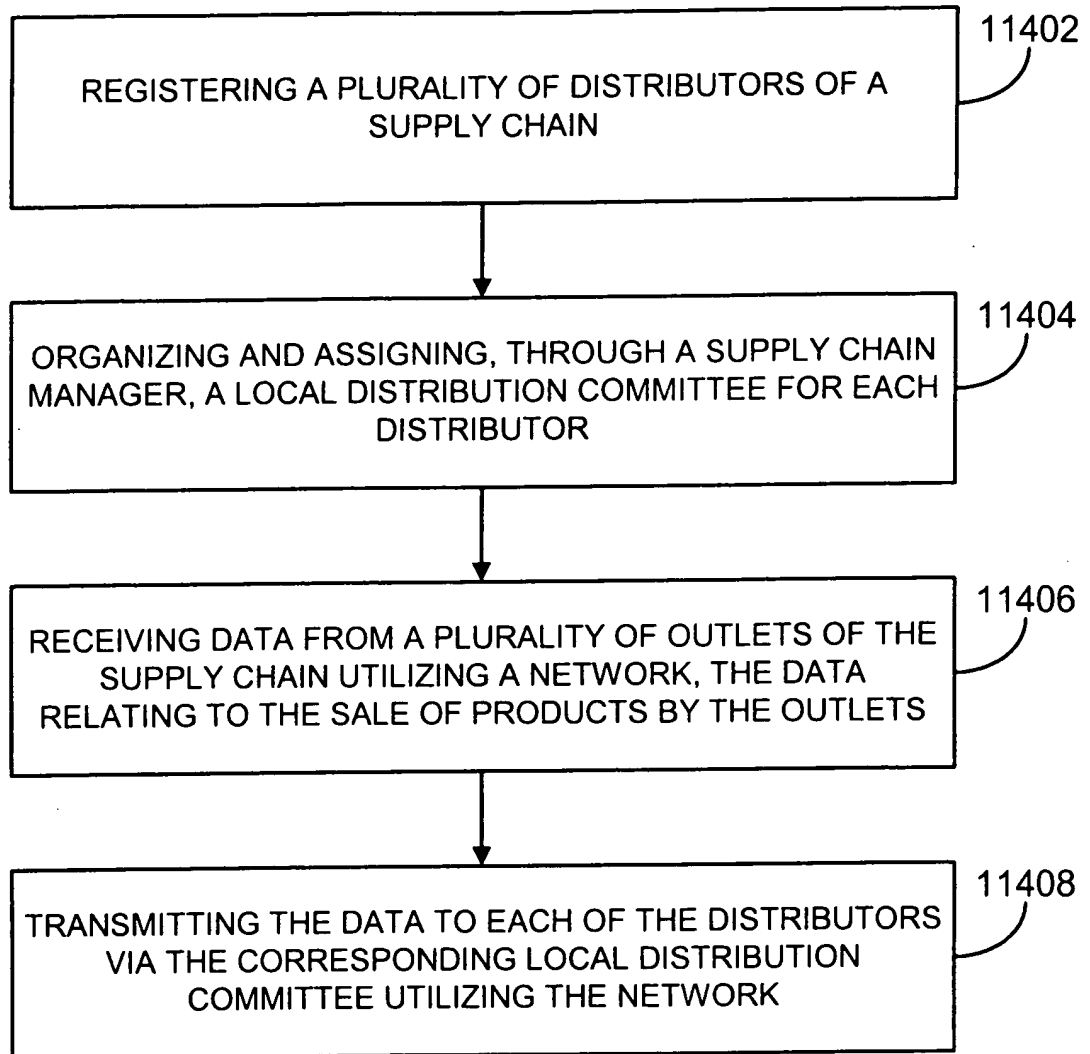 11402
REGISTERING A PLURALITY OF DISTRIBUTORS OF A
SUPPLY CHAIN
11404
ORGANIZING AND ASSIGNING, THROUGH A SUPPLY CHAIN
MANAGER, A LOCAL DISTRIBUTION COMMITTEE FOR EACH
DISTRIBUTOR
11406
RECEIVING DATA FROM A PLURALITY OF OUTLETS OF THE
SUPPLY CHAIN UTILIZING A NETWORK, THE DATA
RELATING TO THE SALE OF PRODUCTS BY THE OUTLETS
11408
TRANSMITTING THE DATA TO EACH OF THE DISTRIBUTORS
VIA THE CORRESPONDING LOCAL DISTRIBUTION
COMMITTEE UTILIZING THE NETWORK